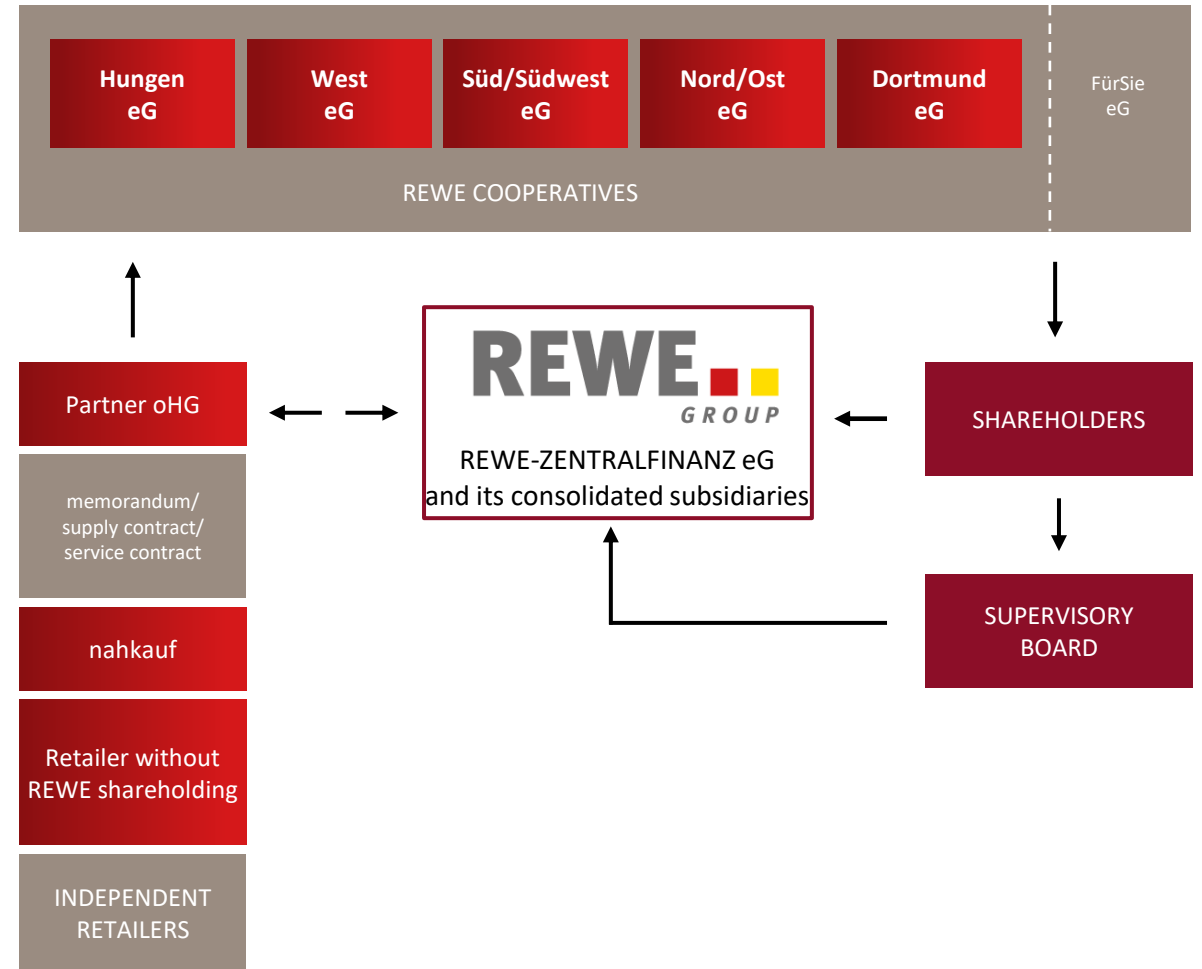 Hungen
eG
West
eG
Süd/Südwest
eG
Nord/Ost
eG
Dortmund
eG
FürSie
eG
REWE COOPERATIVES
Partner oHG
memorandum/
supply contract/
service contract
nahkauf
Retailer without
REWE shareholding
INDEPENDENT
RETAILERS
REWE
GROUP
REWE-ZENTRALFINANZ eG
and its consolidated subsidiaries
SHAREHOLDERS
SUPERVISORY
BOARD